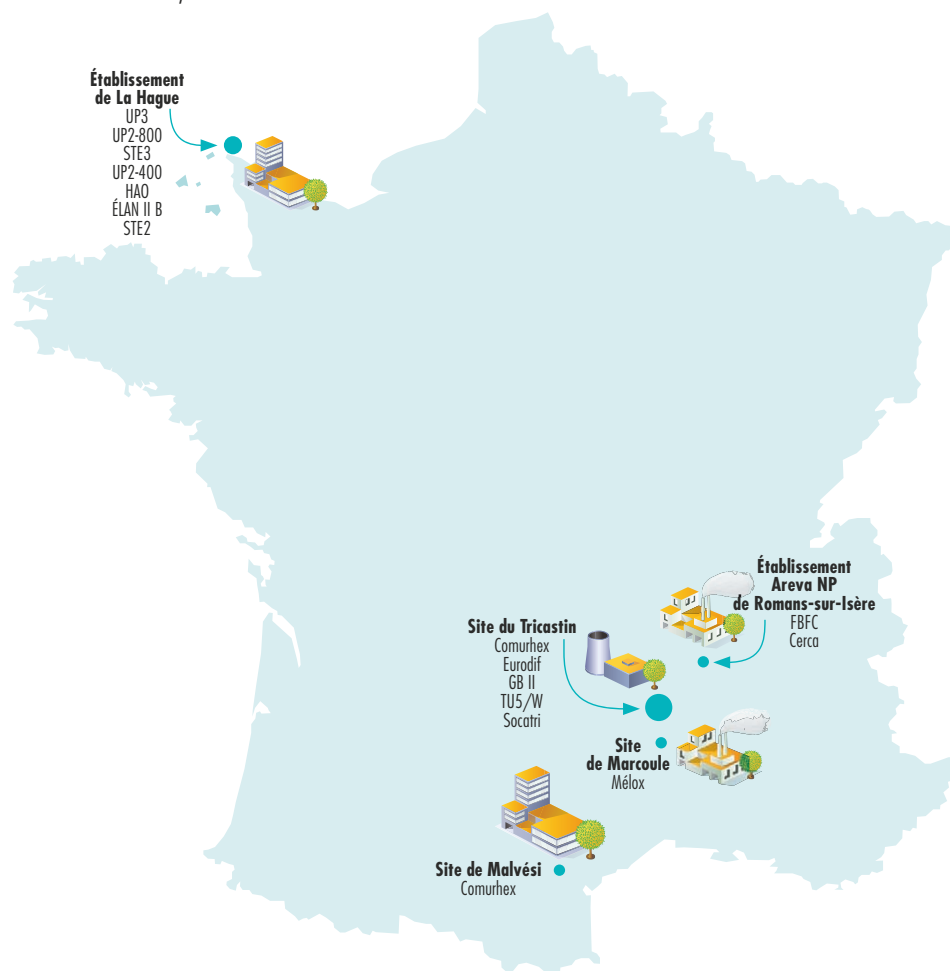 Établissement
de La Hague
UP3
UP2-800
STE3
UP2-400
HAO
ÉLAN II B
STE2
Établissement
Areva NP
de Romans-sur-Isère
FBFC
Cerca
Site du Tricastin
Comurhex
Eurodif
GB II
TU5/W
Socatri
Site
de Marcoule
Mélox
Site de Malvési
Comurhex